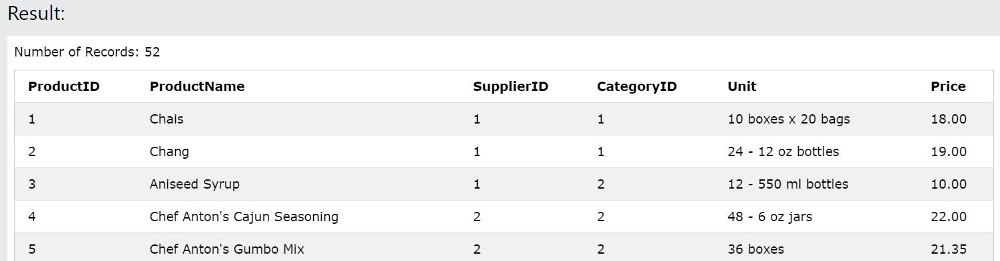 Result:
Number of Records: 52
ProductID ProductName SupplierID CategoryID Unit Price
1 Chais 1 1 10 boxes x 20 bags 18.00
2 Chang 1 1 24 - 12 oz bottles 19.00
3 Aniseed Syrup 1 2 12 - 550 ml bottles 10.00
4 Chef Anton's Cajun Seasoning 2 2 48 - 6 oz jars 22.00
5 Chef Anton's Gumbo Mix 2 2 36 boxes 21.35